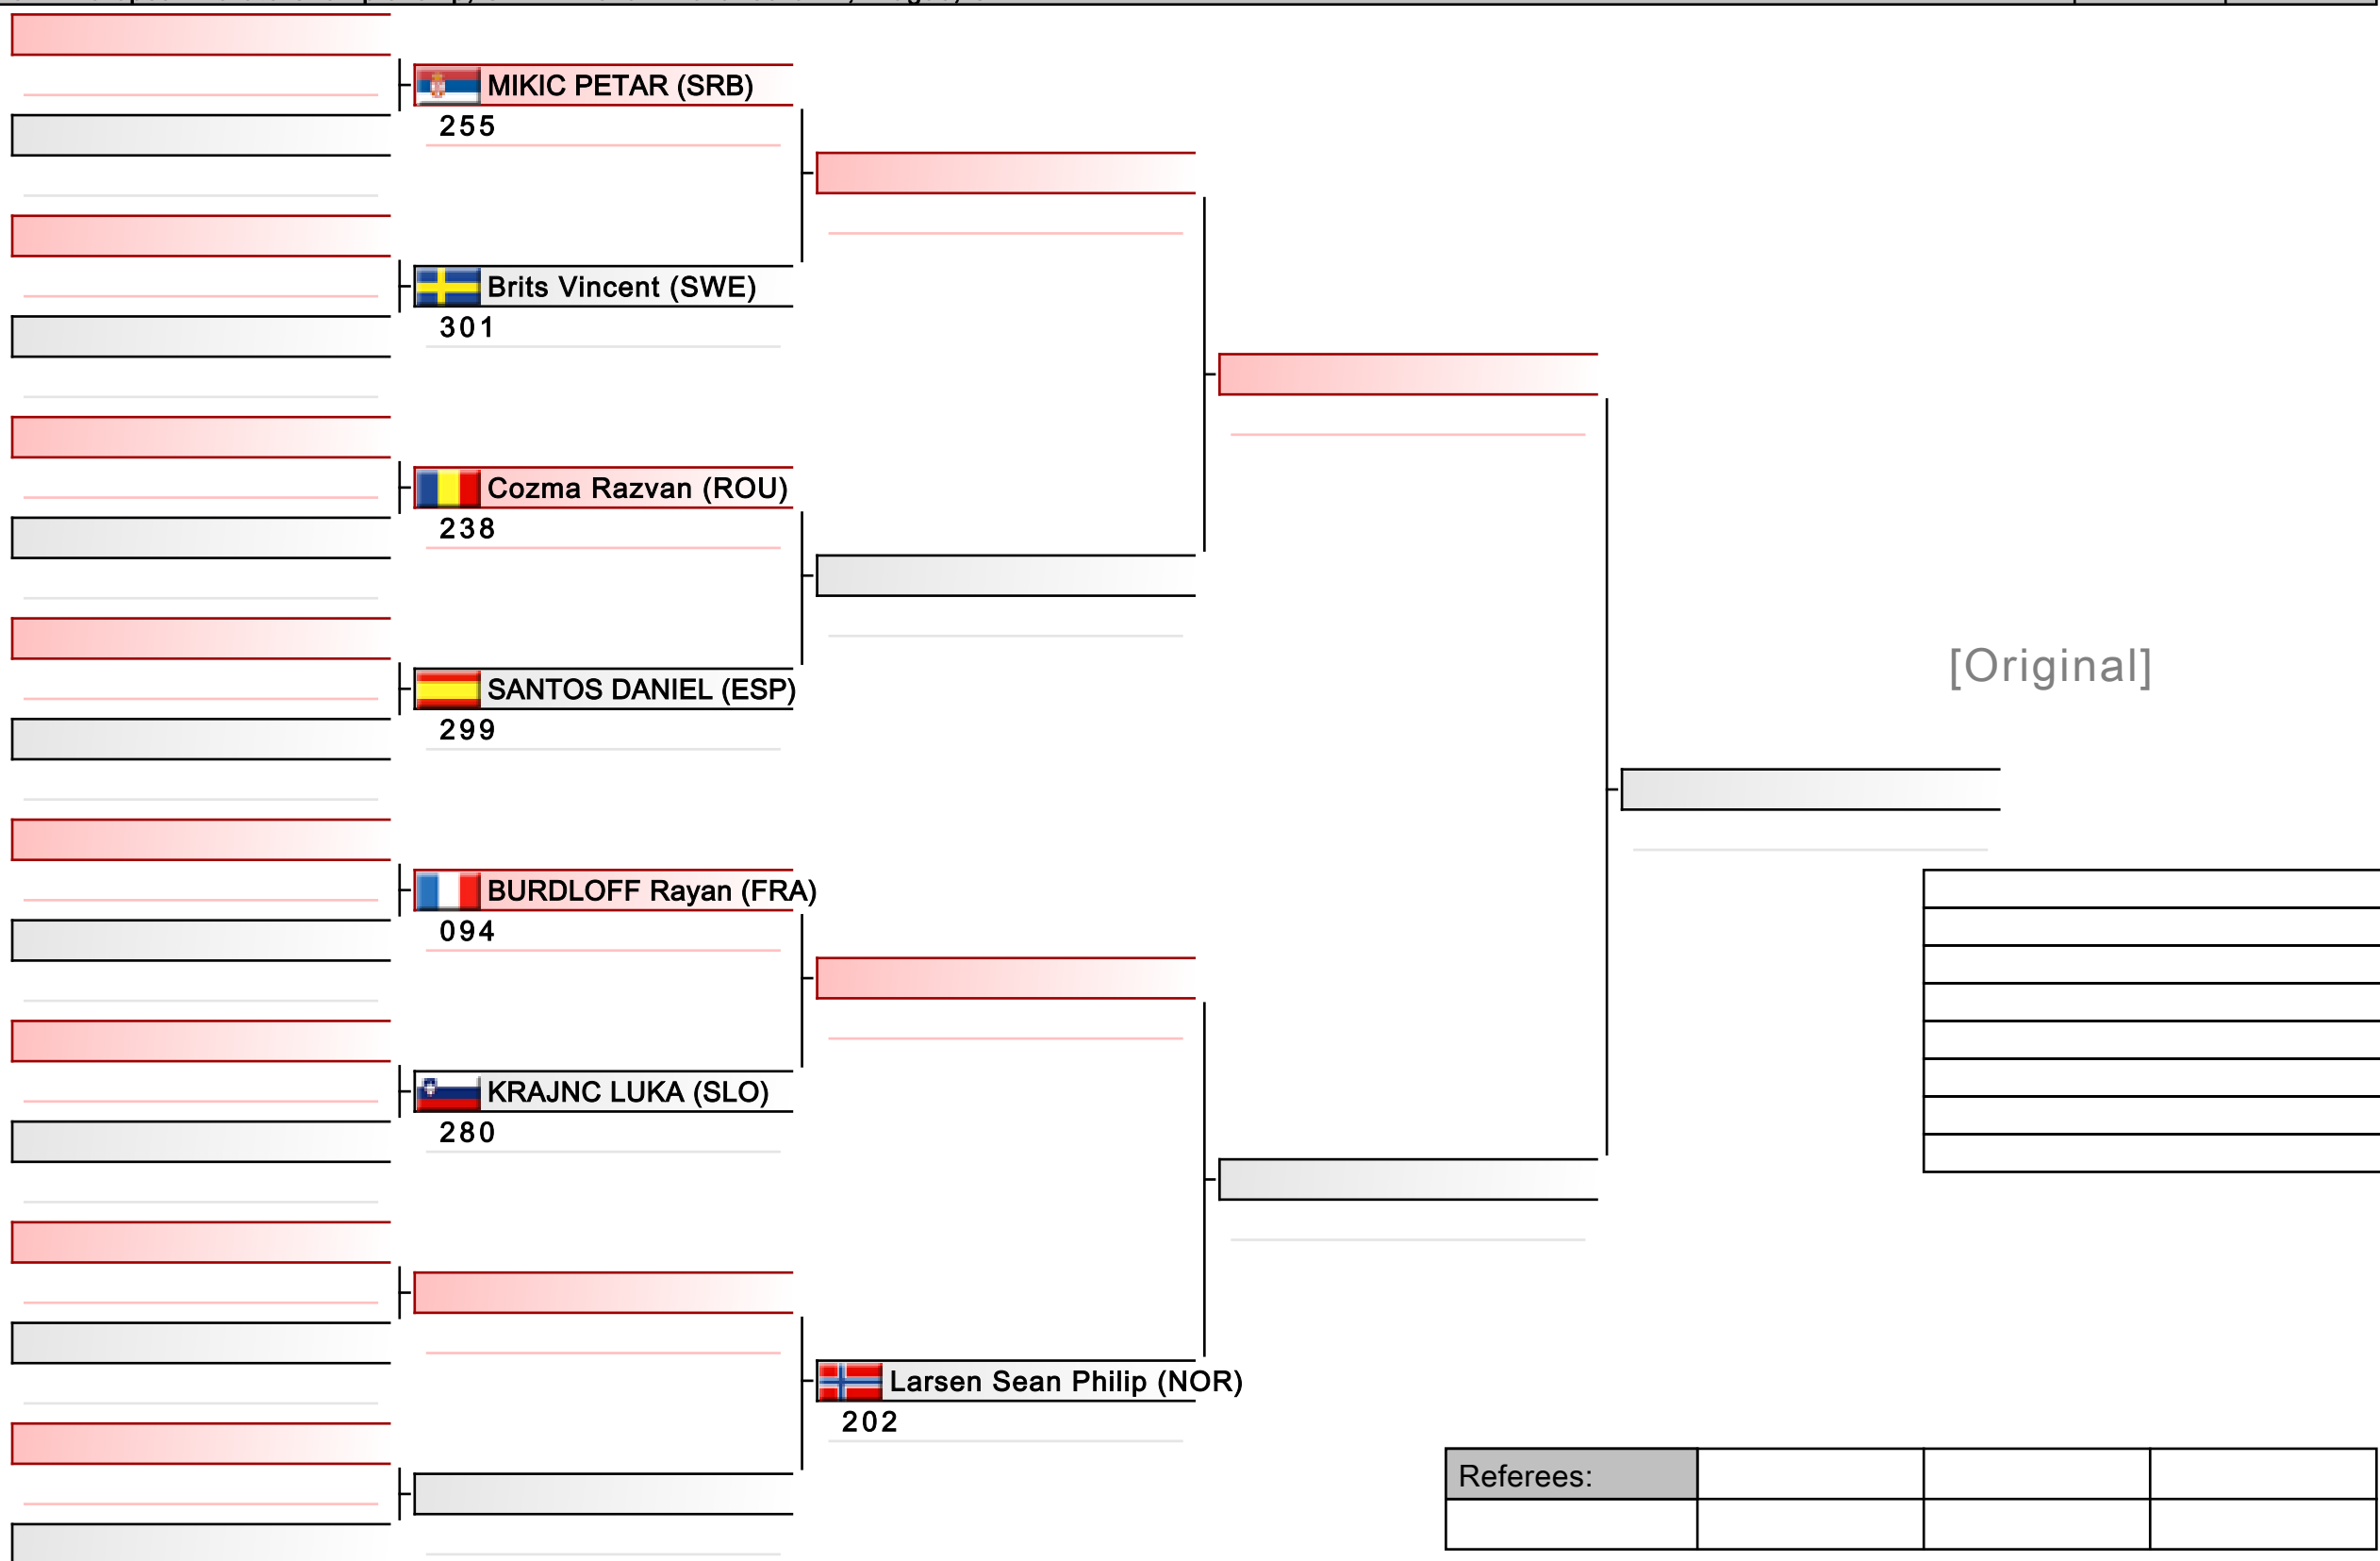 MIKIC PETAR (SRB)
255
Brits Vincent (SWE)
301
Cozma Razvan (ROU)
238
[Original]
SANTOS DANIEL (ESP)
299
BURDLOFF Rayan (FRA)
094
KRAJNC LUKA (SLO)
280
Larsen Sean Philip (NOR)
202
Referees: